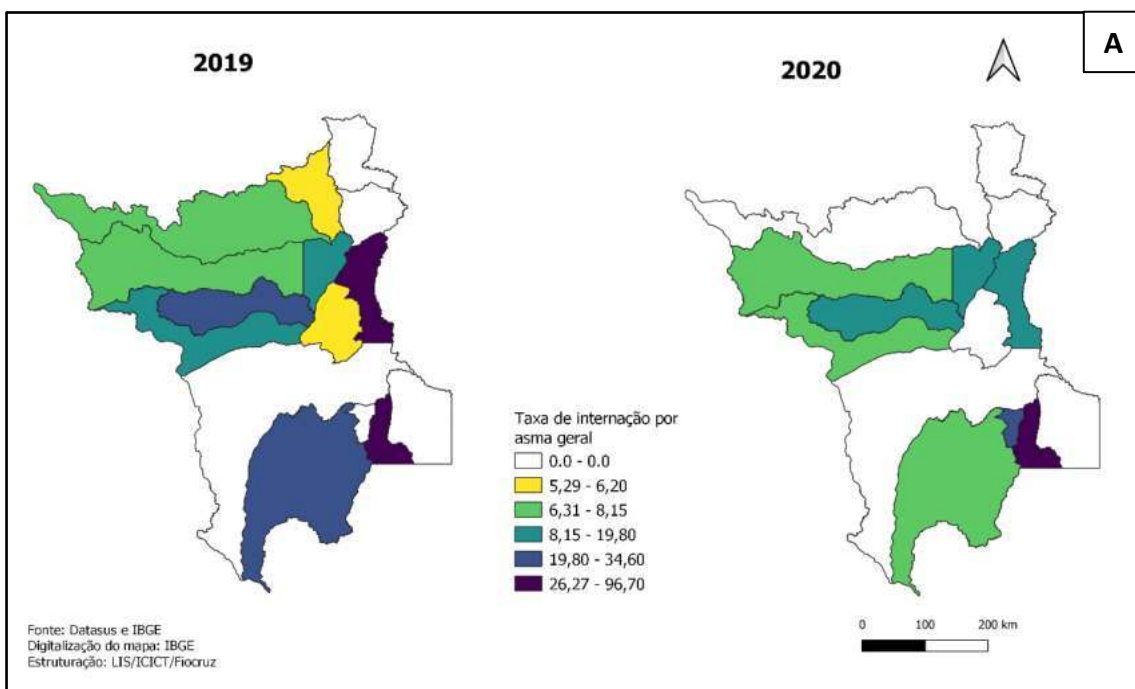 A
2019
2020
Taxa de internação por
asma geral
0.0 - 0.0
5,29 - 6,20
6,31 - 8,15
8,15 - 19,80
19,80 - 34,60
26,27 - 96,70
Fonte: Datasus e IBGE
Digitalização do mapa: IBGE
Estruturação: LIS/ICICT/Fiocruz
0 100 200 km